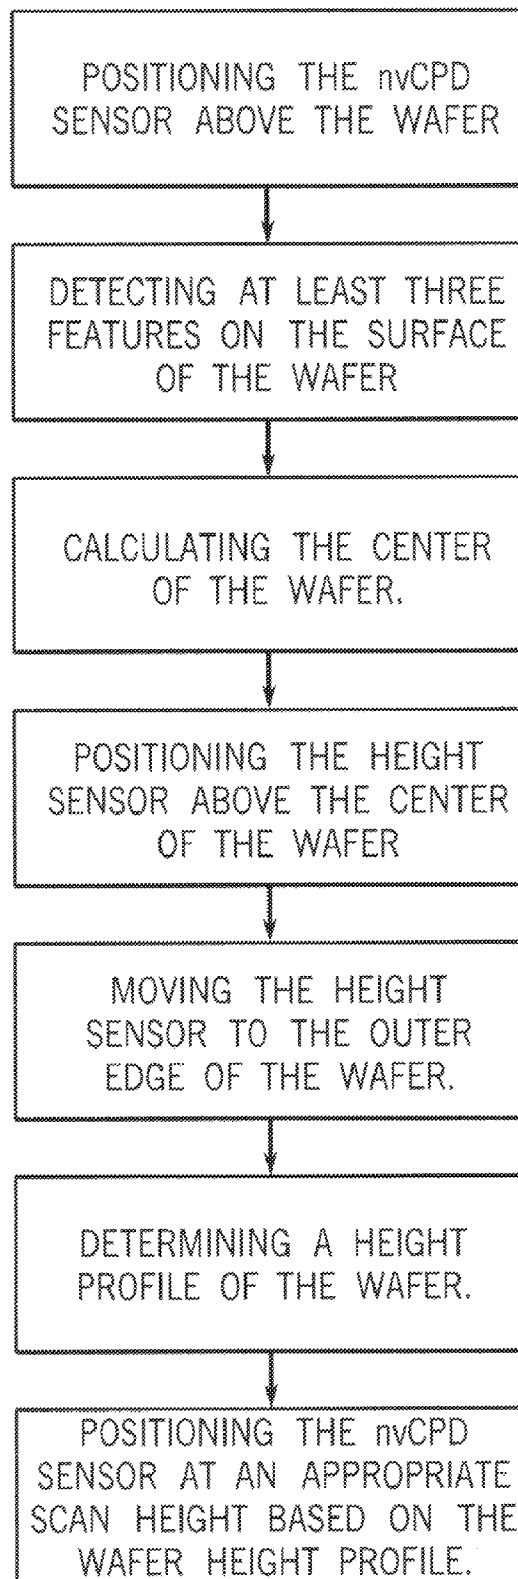 POSITIONING THE nvCPD
SENSOR ABOVE THE WAFER
DETECTING AT LEAST THREE
FEATURES ON THE SURFACE
OF THE WAFER
CALCULATING THE CENTER
OF THE WAFER.
POSITIONING THE HEIGHT
SENSOR ABOVE THE CENTER
OF THE WAFER
MOVING THE HEIGHT
SENSOR TO THE OUTER
EDGE OF THE WAFER.
DETERMINING A HEIGHT
PROFILE OF THE WAFER.
POSITIONING THE nvCPD
SENSOR AT AN APPROPRIATE
SCAN HEIGHT BASED ON THE
WAFER HEIGHT PROFILE.